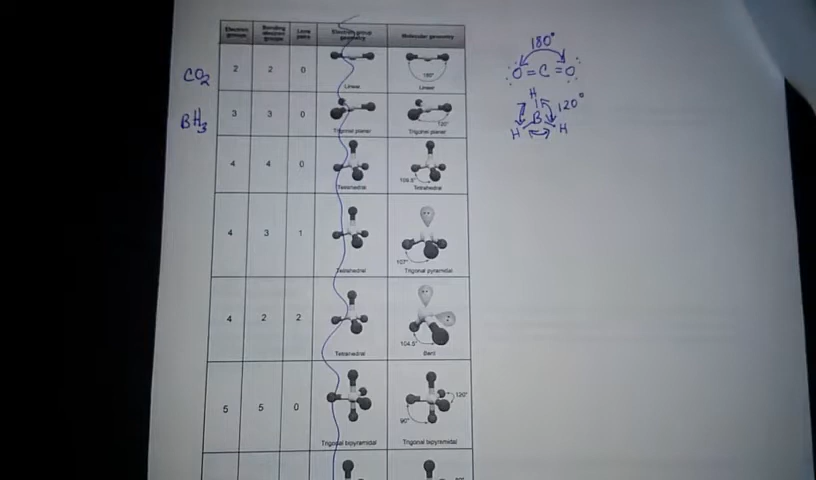 Electron groups Bonding electron groups Lone pairs Electron group geometry Molecular geometry
CO2 2 2 0 Linear 180° Linear
BH3 3 3 0 Trigonal planar 120° Trigonal planar
4 4 0 Tetrahedral 109.5° Tetrahedral
4 3 1 Tetrahedral 107° Trigonal pyramidal
4 2 2 Tetrahedral 104.5° Bent
5 5 0 Trigonal bipyramidal 90° 120° Trigonal bipyramidal
180°
O=C=O
H
120°
B
H H